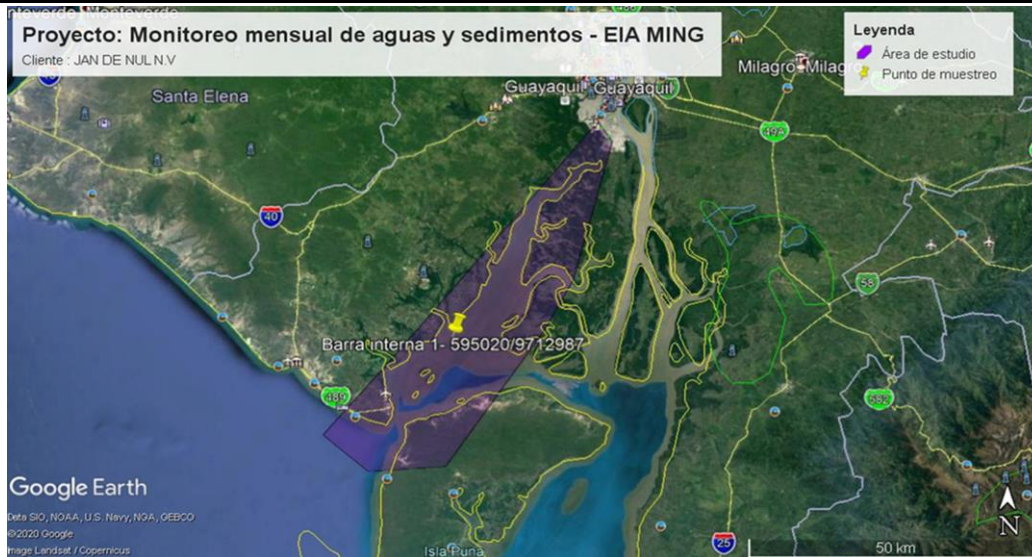 nteverde Monteverde
Proyecto: Monitoreo mensual de aguas y sedimentos - EIA MING
Cliente : JAN DE NUL N.V
Leyenda
Área de estudio
Punto de muestreo
Milagro Milagro
Guayaquil Guayaquil
Santa Elena
49A
40
58
Barra interna 1- 595020/9712987
489
582
Google Earth
Data SIO, NOAA, U.S. Navy, NGA, GEBCO
©2020 Google
Image Landsat / Copernicus
Isla Puná
25
50 km
N